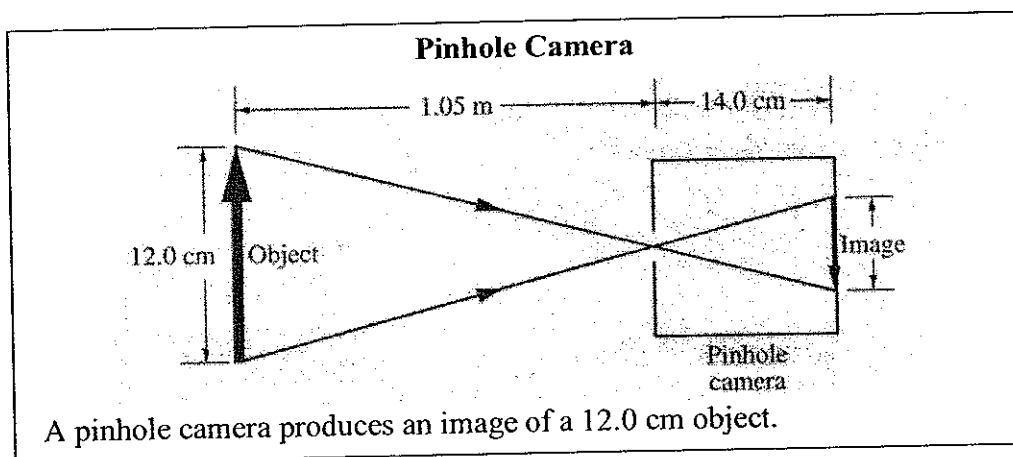 Pinhole Camera
1.05 m
14.0 cm
12.0 cm
Object
Image
Pinhole
camera
A pinhole camera produces an image of a 12.0 cm object.